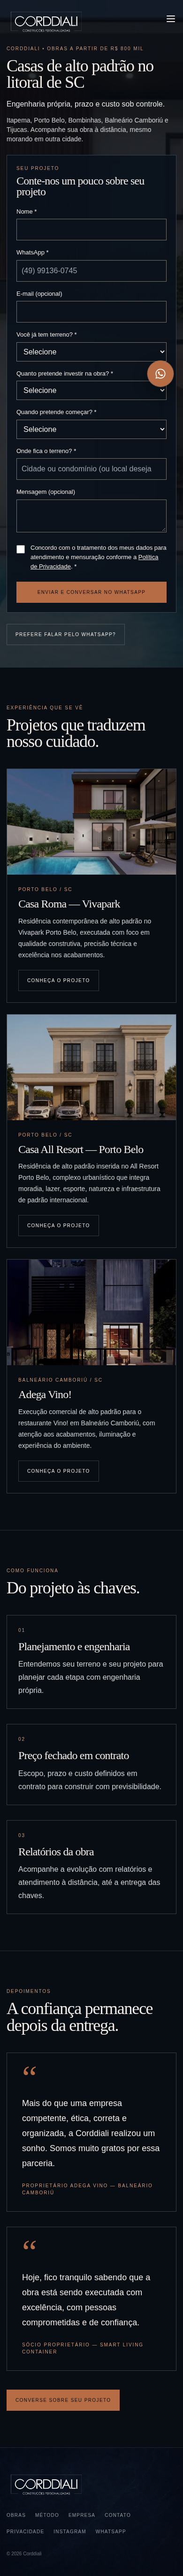 CORDDIALI
CONSTRUÇÕES PERSONALIZADAS
CORDDIALI • OBRAS A PARTIR DE R$ 800 MIL
Casas de alto padrão no
litoral de SC
Engenharia própria, prazo e custo sob controle.
Itapema, Porto Belo, Bombinhas, Balneário Camboriú e
Tijucas. Acompanhe sua obra à distância, mesmo
morando em outra cidade.
SEU PROJETO
Conte-nos um pouco sobre seu
projeto
Nome *
WhatsApp *
(49) 99136-0745
E-mail (opcional)
Você já tem terreno? *
Selecione
Quanto pretende investir na obra? *
Selecione
Quando pretende começar? *
Selecione
Onde fica o terreno? *
Cidade ou condomínio (ou local deseja
Mensagem (opcional)
Concordo com o tratamento dos meus dados para
atendimento e mensuração conforme a Política
de Privacidade. *
ENVIAR E CONVERSAR NO WHATSAPP
PREFERE FALAR PELO WHATSAPP?
EXPERIÊNCIA QUE SE VÊ
Projetos que traduzem
nosso cuidado.
PORTO BELO / SC
Casa Roma — Vivapark
Residência contemporânea de alto padrão no
Vivapark Porto Belo, executada com foco em
qualidade construtiva, precisão técnica e
excelência nos acabamentos.
CONHEÇA O PROJETO
PORTO BELO / SC
Casa All Resort — Porto Belo
Residência de alto padrão inserida no All Resort
Porto Belo, complexo urbanístico que integra
moradia, lazer, esporte, natureza e infraestrutura
de padrão internacional.
CONHEÇA O PROJETO
BALNEÁRIO CAMBORIÚ / SC
Adega Vino!
Execução comercial de alto padrão para o
restaurante Vino! em Balneário Camboriú, com
atenção aos acabamentos, iluminação e
experiência do ambiente.
CONHEÇA O PROJETO
COMO FUNCIONA
Do projeto às chaves.
01
Planejamento e engenharia
Entendemos seu terreno e seu projeto para
planejar cada etapa com engenharia
própria.
02
Preço fechado em contrato
Escopo, prazo e custo definidos em
contrato para construir com previsibilidade.
03
Relatórios da obra
Acompanhe a evolução com relatórios e
atendimento à distância, até a entrega das
chaves.
DEPOIMENTOS
A confiança permanece
depois da entrega.
“
Mais do que uma empresa
competente, ética, correta e
organizada, a Corddiali realizou um
sonho. Somos muito gratos por essa
parceria.
PROPRIETÁRIO ADEGA VINO — BALNEÁRIO
CAMBORIÚ
“
Hoje, fico tranquilo sabendo que a
obra está sendo executada com
excelência, com pessoas
comprometidas e de confiança.
SÓCIO PROPRIETÁRIO — SMART LIVING
CONTAINER
CONVERSE SOBRE SEU PROJETO
CORDDIALI
CONSTRUÇÕES PERSONALIZADAS
OBRAS MÉTODO EMPRESA CONTATO
PRIVACIDADE INSTAGRAM WHATSAPP
© 2026 Corddiali